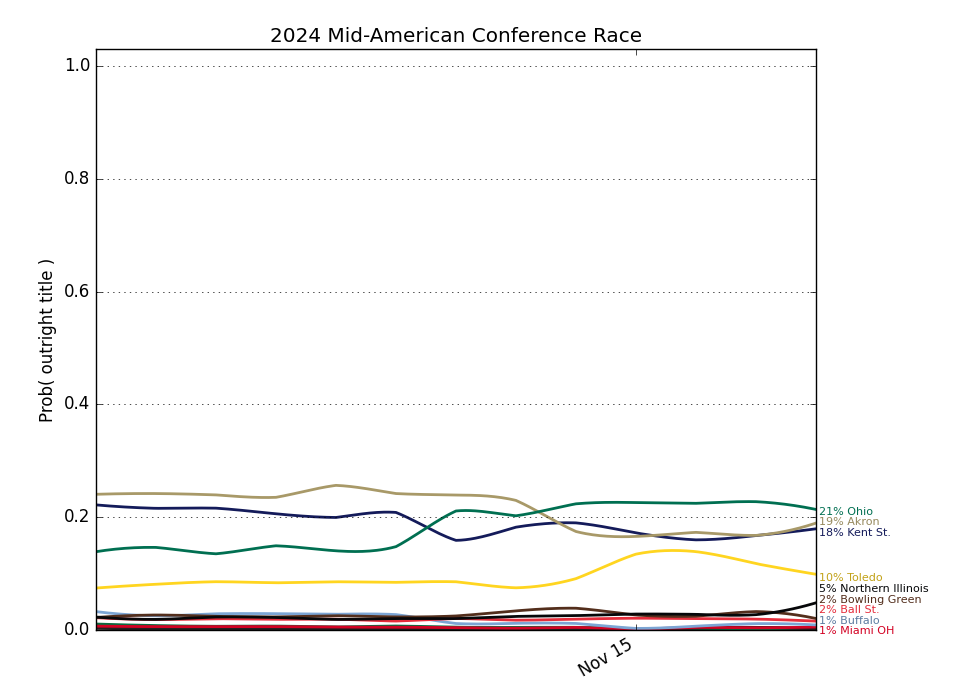 2024 Mid-American Conference Race
1.0
0.8
0.6
0.4
0.2
0.0
Prob( outright title )
Nov 15
21% Ohio
19% Akron
18% Kent St.
10% Toledo
5% Northern Illinois
2% Bowling Green
2% Ball St.
1% Buffalo
1% Miami OH